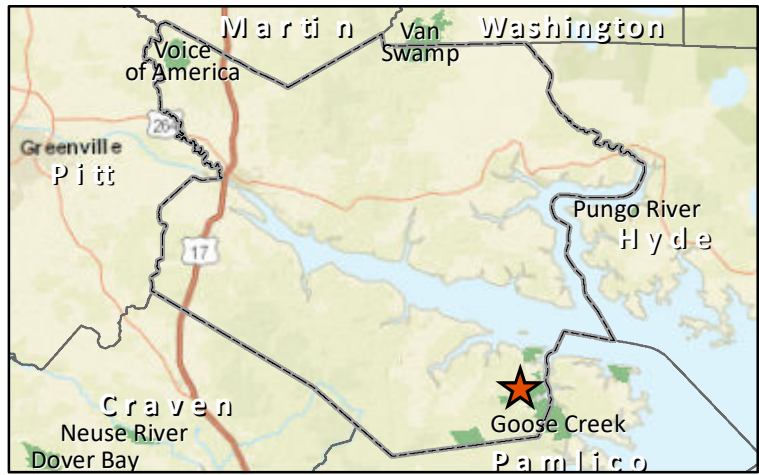 Martin
Washington
Voice
of America
Van
Swamp
264
Greenville
Pitt
Pungo River
Hyde
17
Craven
Neuse River
Dover Bay
Goose Creek
Pamlico